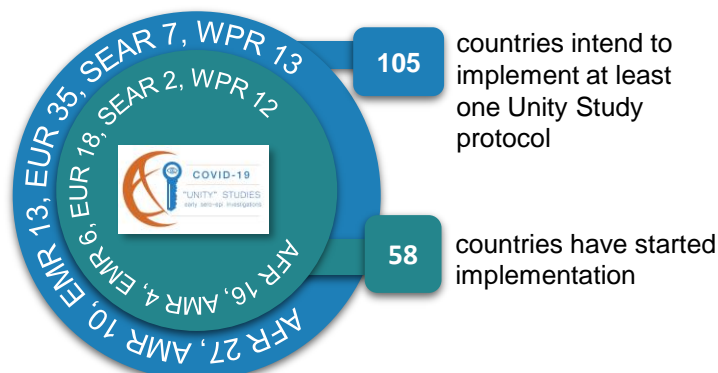 AFR 27, AMR 10, EMR 13, EUR 35, SEAR 7, WPR 13
AFR 16, AMR 4, EMR 6, EUR 18, SEAR 2, WPR 12
COVID-19
"UNITY" STUDIES
early sero-epi investigations
105
countries intend to
implement at least
one Unity Study
protocol
58
countries have started
implementation